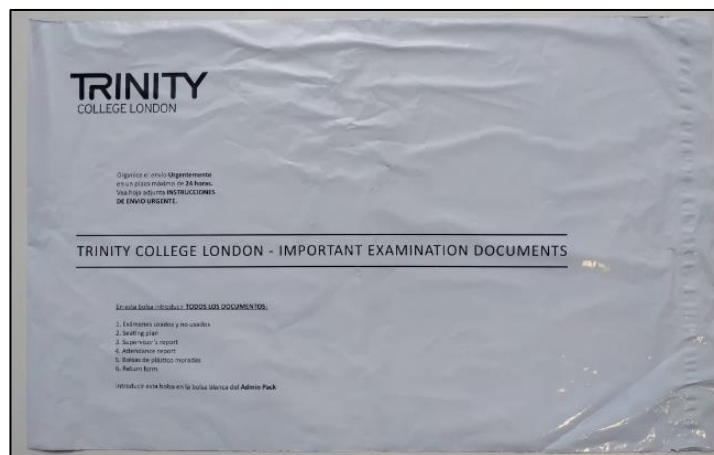 TRINITY
COLLEGE LONDON
Organice el envío Urgentemente
en un plazo máximo de 24 horas.
Vea hoja adjunta INSTRUCCIONES
DE ENVIO URGENTE.
TRINITY COLLEGE LONDON - IMPORTANT EXAMINATION DOCUMENTS
En esta bolsa introducir TODOS LOS DOCUMENTOS:
1. Exámenes usados y no usados
2. Seating plan
3. Supervisor's report
4. Attendance report
5. Bolsas de plástico moradas
6. Return form
Introducir esta bolsa en la bolsa blanca del Admin Pack